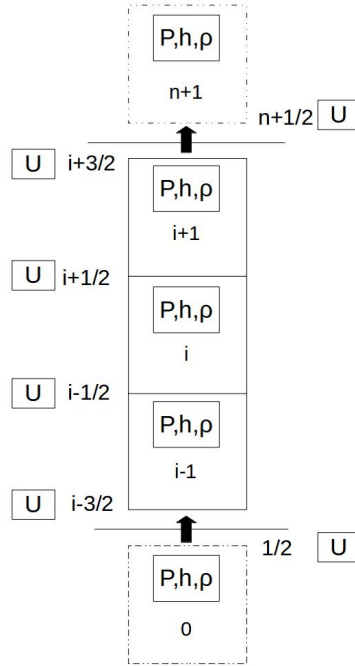 P,h,ρ
n+1
n+1/2 U
U i+3/2
P,h,ρ
i+1
U i+1/2
P,h,ρ
i
U i-1/2
P,h,ρ
i-1
U i-3/2
1/2 U
P,h,ρ
0